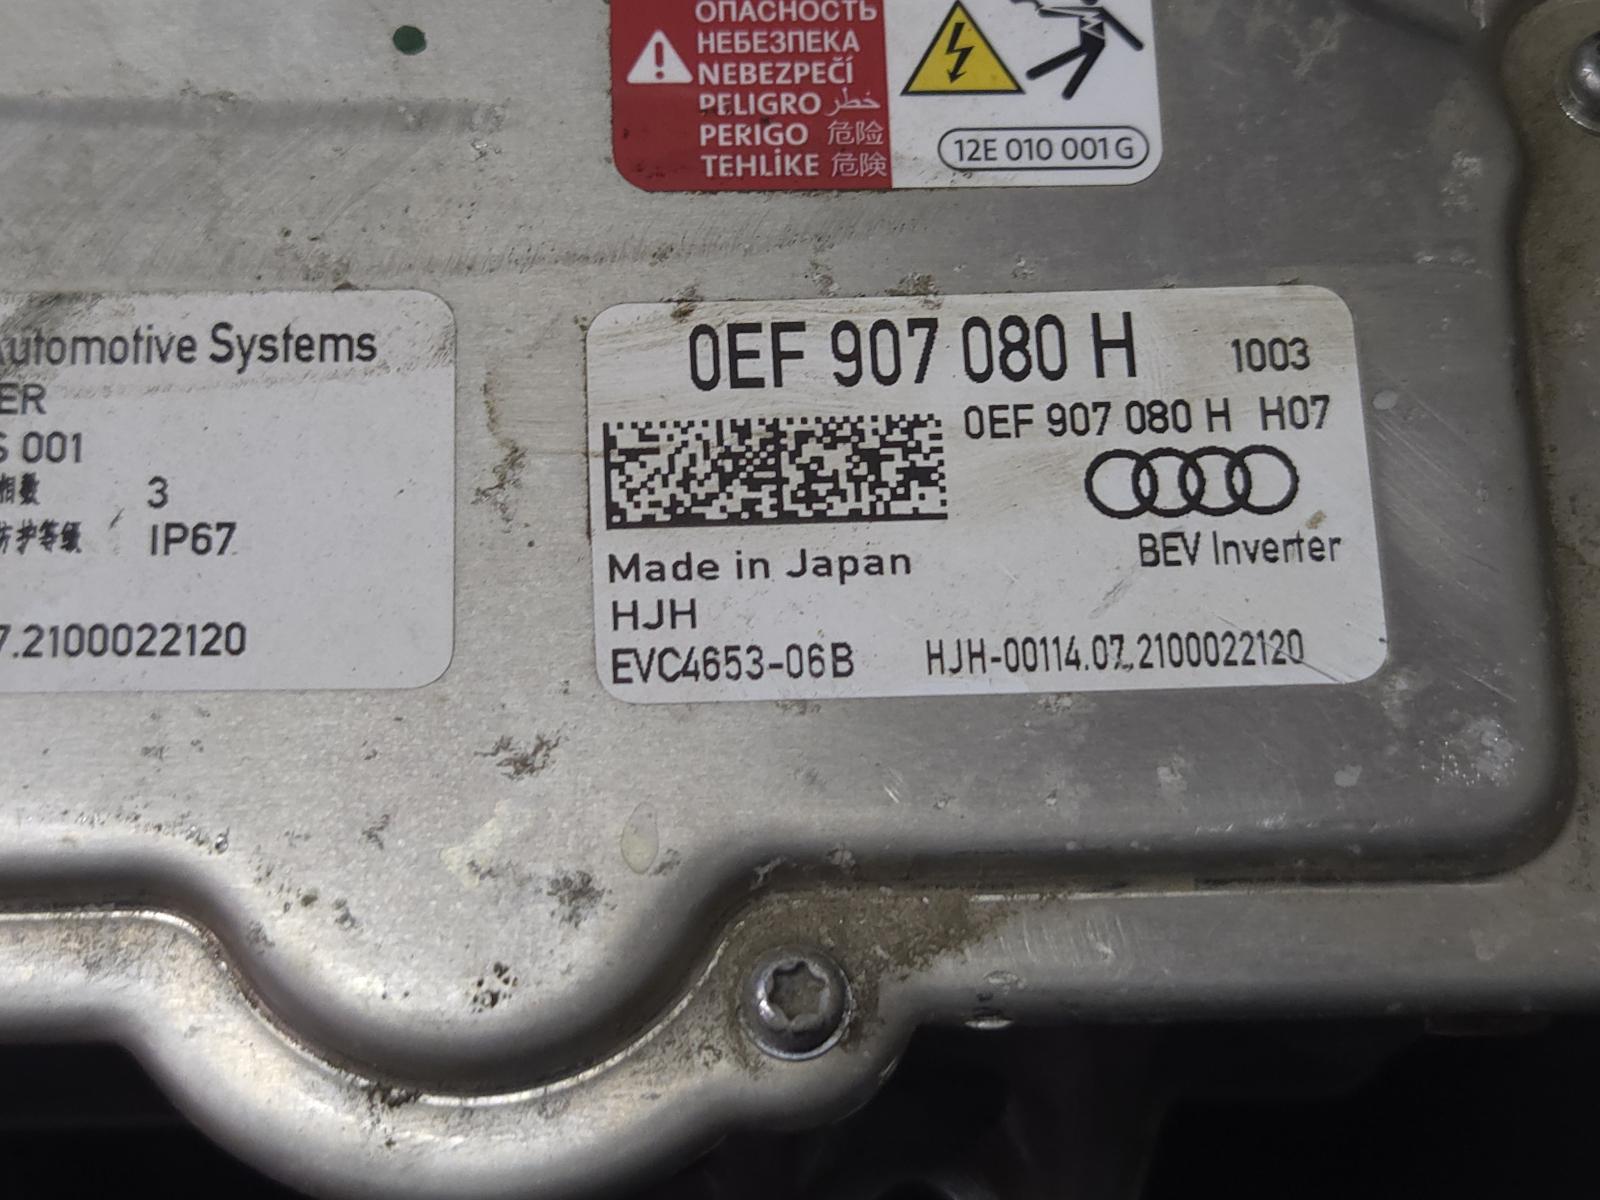 ОПАСНОСТЬ
НЕБЕЗПЕКА
NEBEZPEČÍ
PELIGRO خطر
PERIGO 危险
TEHLİKE 危険
12E 010 001 G
Automotive Systems
ER
S 001
相数 3
防护等级 IP67
7.2100022120
0EF 907 080 H 1003
0EF 907 080 H H07
BEV Inverter
Made in Japan
HJH
EVC4653-06B HJH-00114.07.2100022120